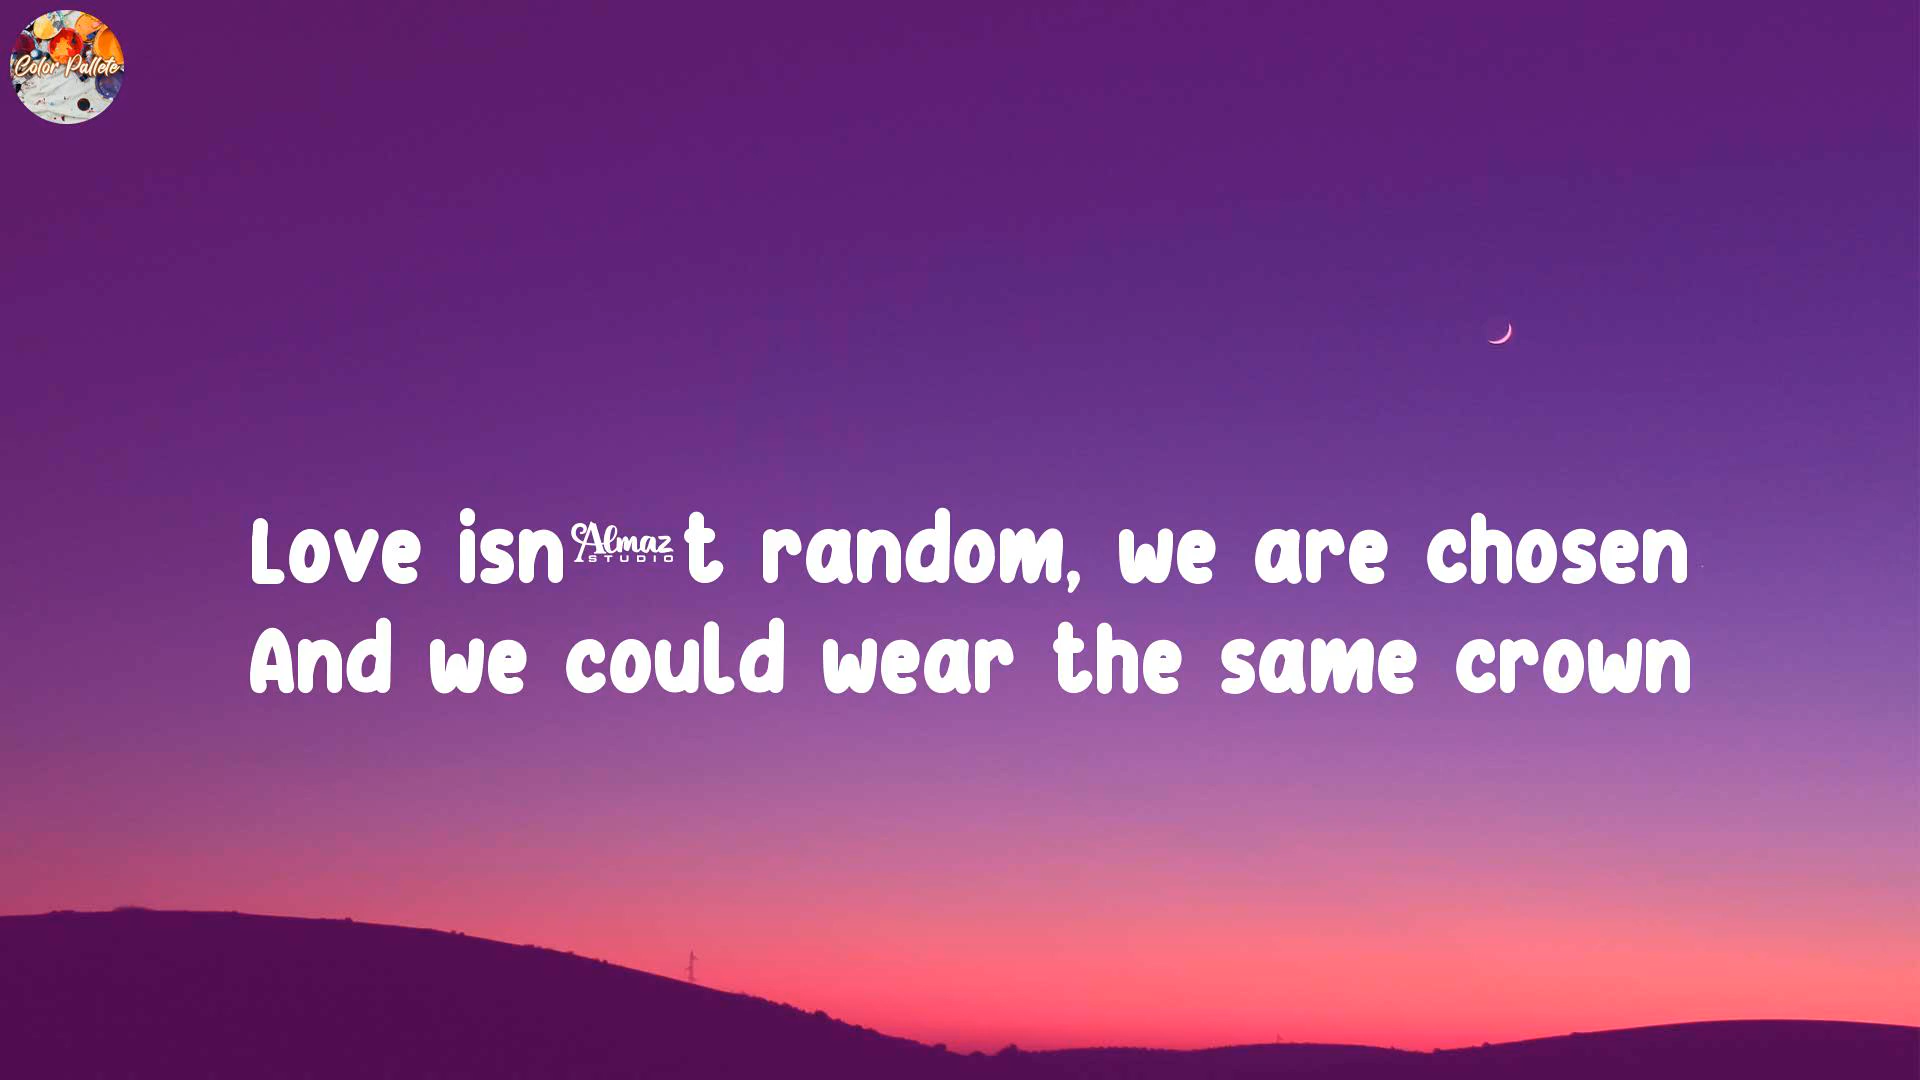 Color Pallete
Love isn Almaz STUDIO t random, we are chosen
And we could wear the same crown